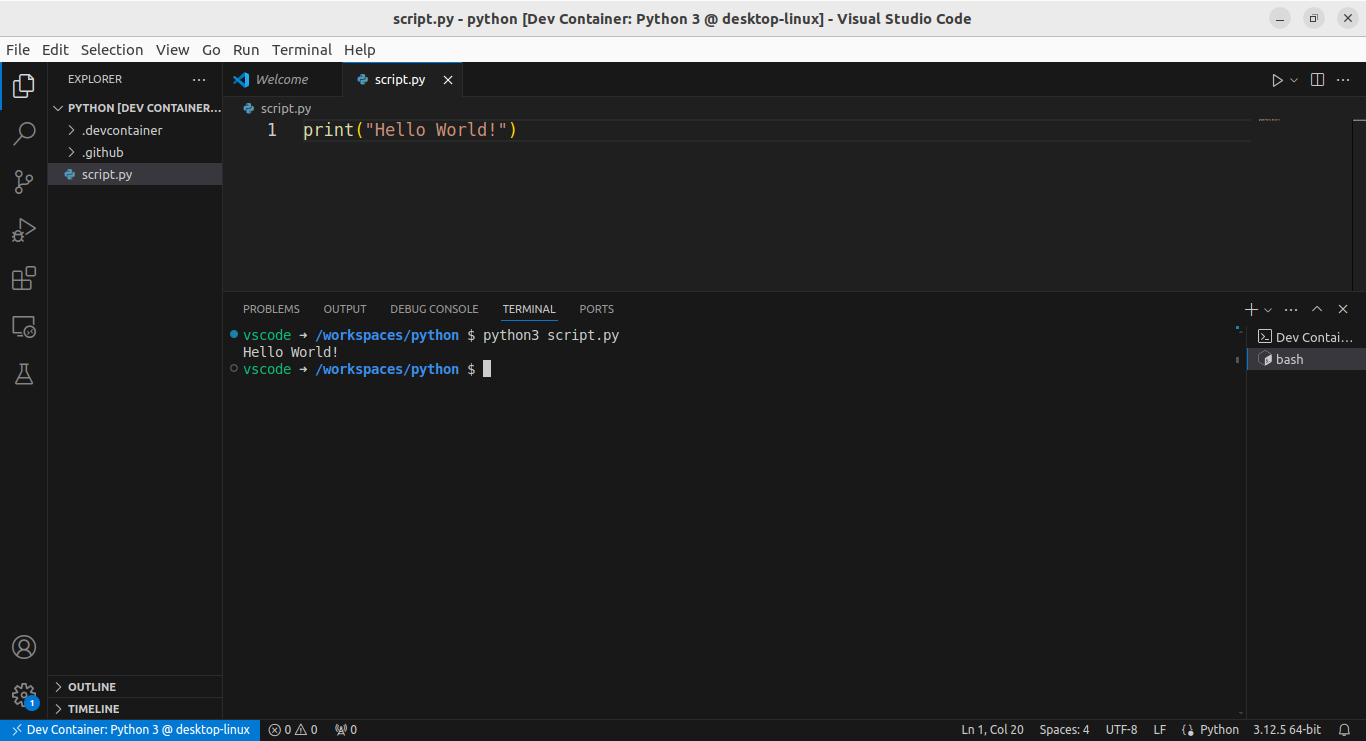 script.py - python [Dev Container: Python 3 @ desktop-linux] - Visual Studio Code
File Edit Selection View Go Run Terminal Help
EXPLORER
PYTHON [DEV CONTAINER...
.devcontainer
.github
script.py
OUTLINE
TIMELINE
Welcome
script.py
script.py
1 print("Hello World!")
PROBLEMS OUTPUT DEBUG CONSOLE TERMINAL PORTS
vscode ➜ /workspaces/python $ python3 script.py
Hello World!
vscode ➜ /workspaces/python $
Dev Contai...
bash
1
Dev Container: Python 3 @ desktop-linux 0 0 0 Ln 1, Col 20 Spaces: 4 UTF-8 LF Python 3.12.5 64-bit